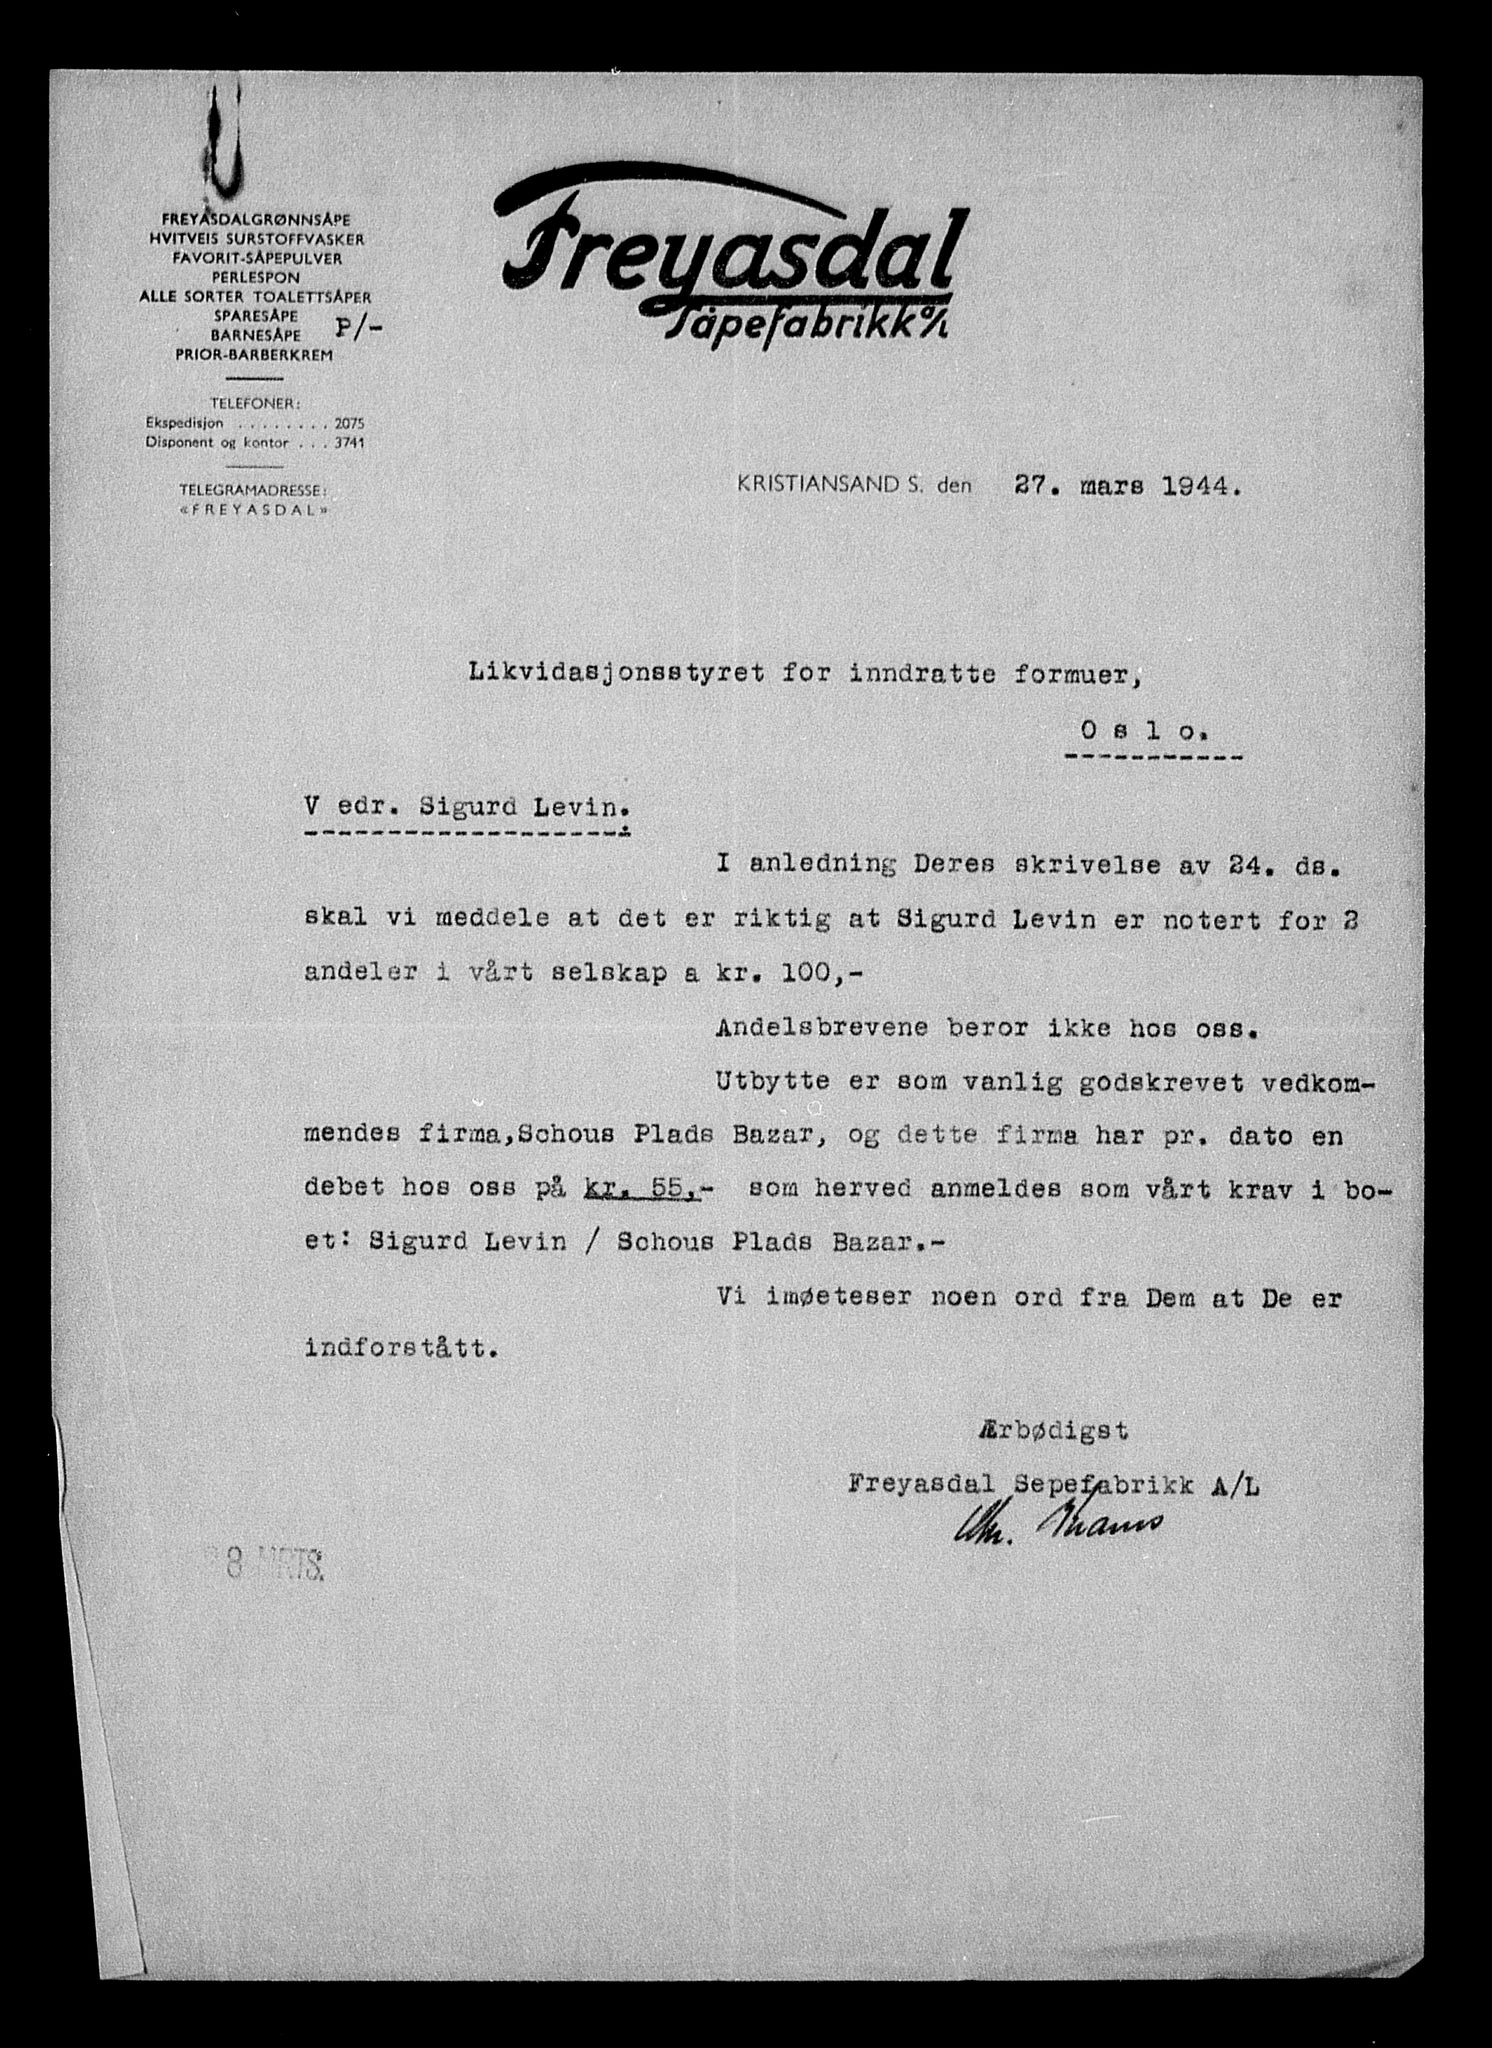 FREYASDALGRØNNSÅPE
HVITVEIS SURSTOFFVASKER
FAVORIT-SÅPEPULVER
PERLESPON
ALLE SORTER TOALETTSÅPER
SPARESÅPE
BARNESÅPE P/-
PRIOR-BARBERKREM
TELEFONER:
Ekspedisjon . . . . . . . . 2075
Disponent og kontor . . . 3741
TELEGRAMADRESSE:
«FREYASDAL»
Freyasdal
Såpefabrikk A/L
KRISTIANSAND S. den 27. mars 1944.
Likvidasjonsstyret for inndratte formuer,
O s l o.
V edr. Sigurd Levin.
I anledning Deres skrivelse av 24. ds.
skal vi meddele at det er riktig at Sigurd Levin er notert for 2
andeler i vårt selskap a kr. 100,-
Andelsbrevene beror ikke hos oss.
Utbytte er som vanlig godskrevet vedkom-
mendes firma, Schous Plads Bazar, og dette firma har pr. dato en
debet hos oss på kr. 55,- som herved anmeldes som vårt krav i bo-
et: Sigurd Levin / Schous Plads Bazar.-
Vi imøeteser noen ord fra Dem at De er
indforstått.
Ærbødigst
Freyasdal Sepefabrikk A/L
8 MRTS.